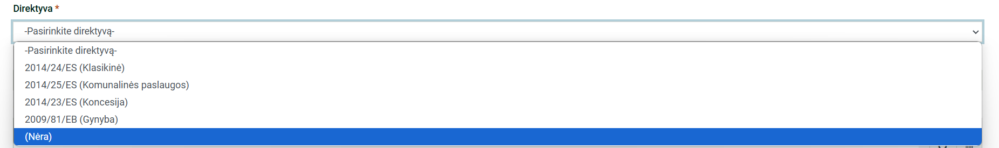 Direktyva *
-Pasirinkite direktyvą-
-Pasirinkite direktyvą-
2014/24/ES (Klasikinė)
2014/25/ES (Komunalinės paslaugos)
2014/23/ES (Koncesija)
2009/81/EB (Gynyba)
(Nėra)